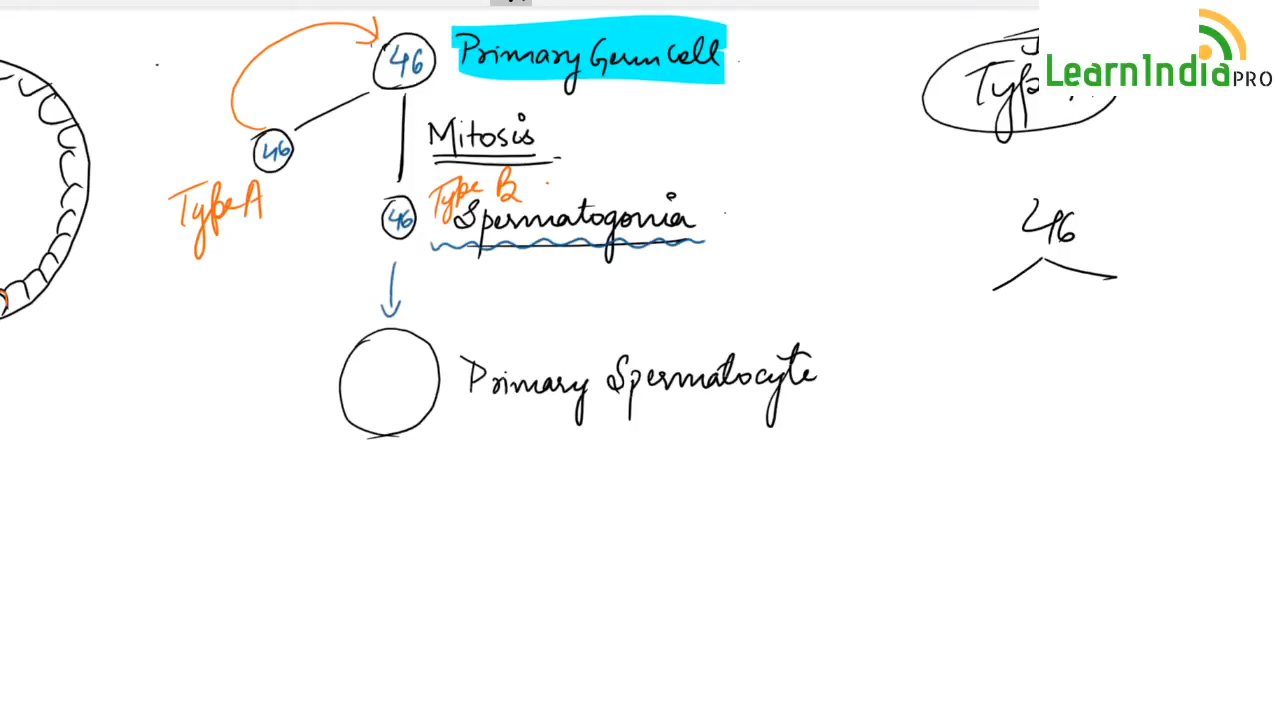 46 Primary Germ Cell
LearnIndia PRO
46 Mitosis
Type A
Type B
46 Spermatogonia
46
Primary Spermatocyte